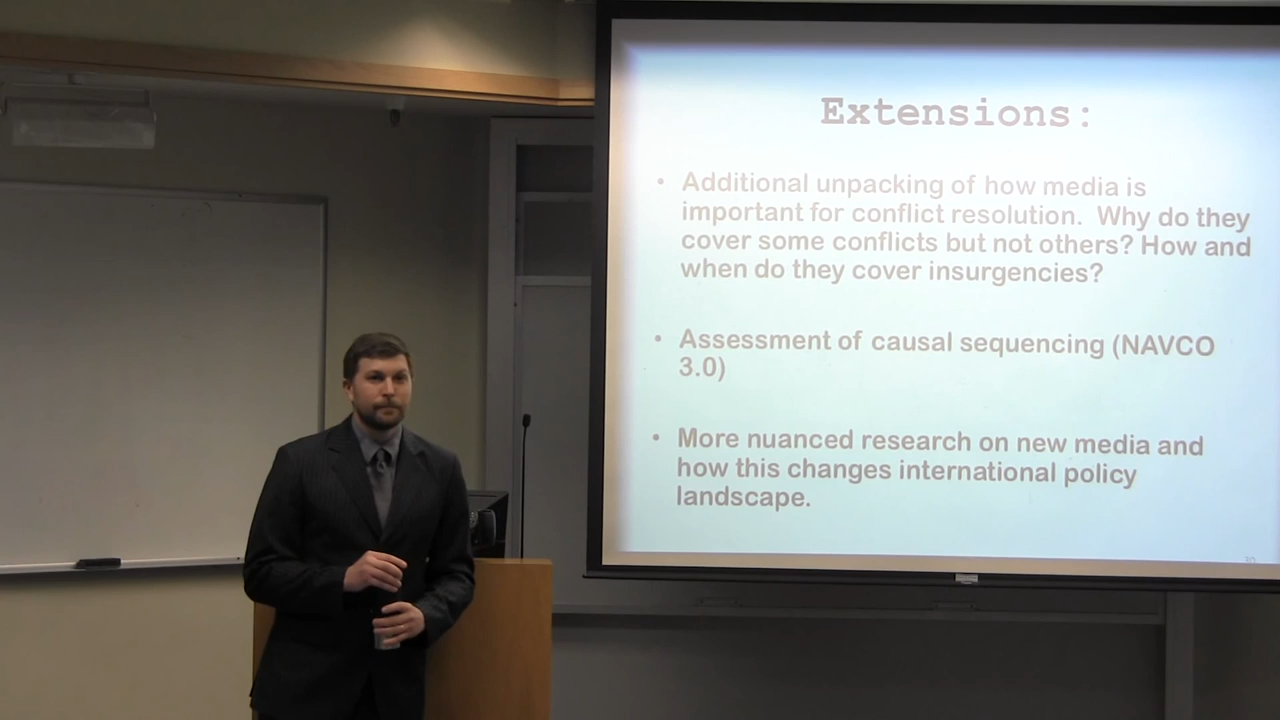 Extensions:
• Additional unpacking of how media is
important for conflict resolution.  Why do they
cover some conflicts but not others? How and
when do they cover insurgencies?
• Assessment of causal sequencing (NAVCO
3.0)
• More nuanced research on new media and
how this changes international policy
landscape.